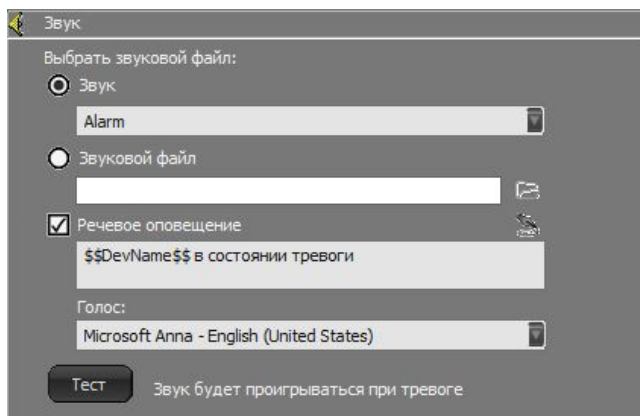 Звук
Выбрать звуковой файл:
Звук
Alarm
Звуковой файл
Речевое оповещение
$$DevName$$ в состоянии тревоги
Голос:
Microsoft Anna - English (United States)
Тест
Звук будет проигрываться при тревоге